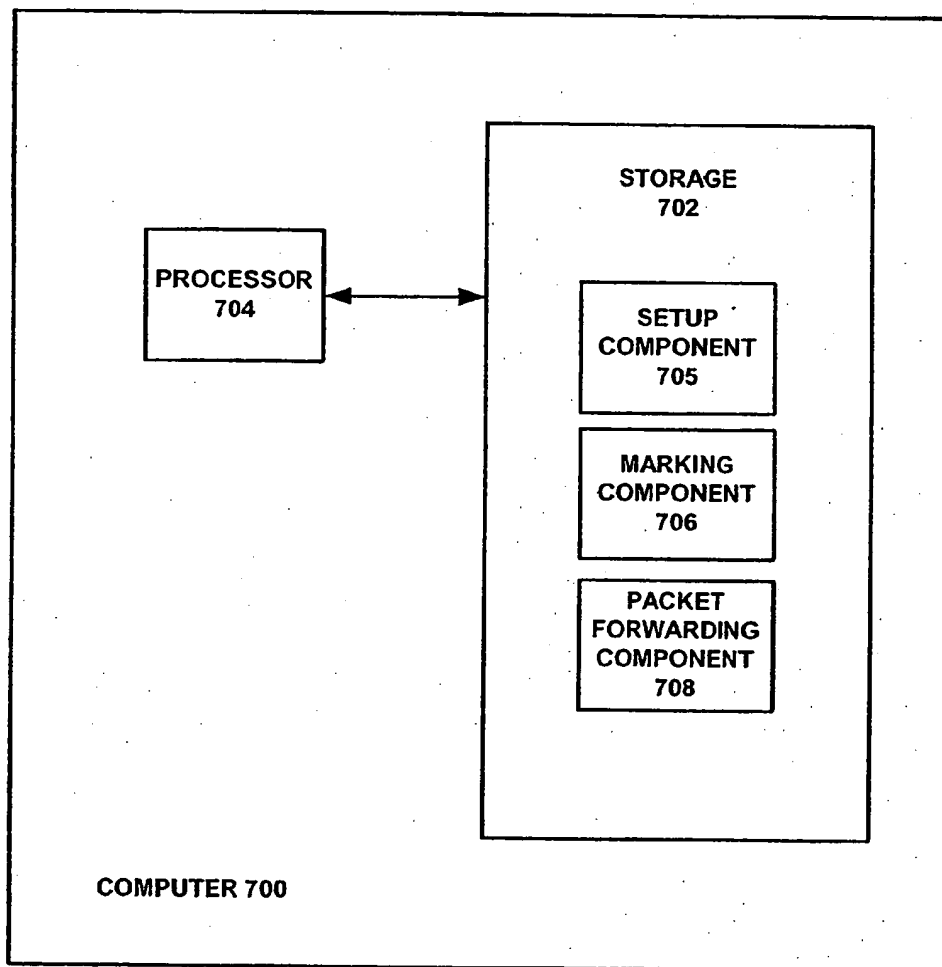 STORAGE
702
PROCESSOR
704
SETUP
COMPONENT
705
MARKING
COMPONENT
706
PACKET
FORWARDING
COMPONENT
708
COMPUTER 700